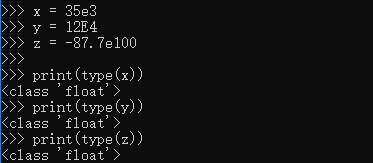 >>> x = 35e3
>>> y = 12E4
>>> z = -87.7e100
>>>
>>> print(type(x))
<class 'float'>
>>> print(type(y))
<class 'float'>
>>> print(type(z))
<class 'float'>